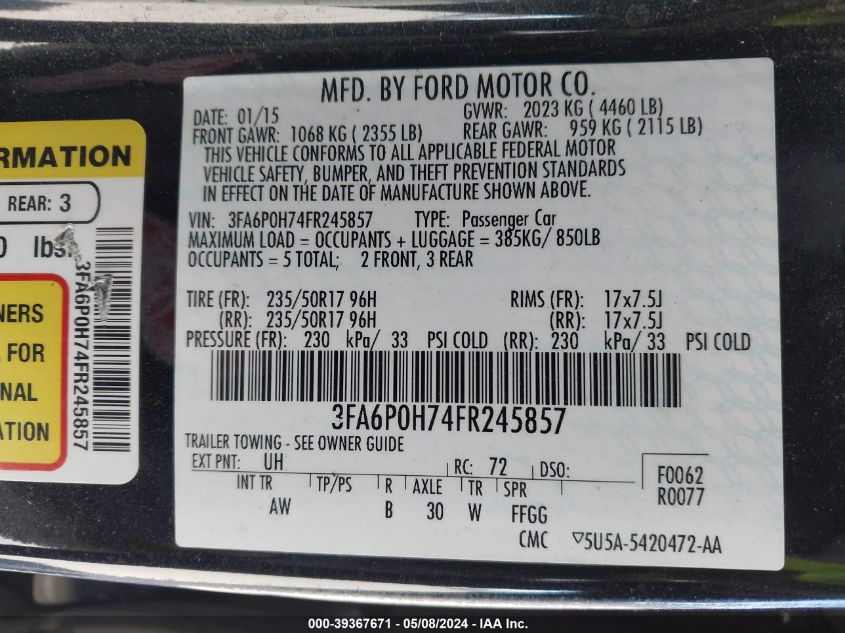 MFD. BY FORD MOTOR CO.
DATE: 01/15 GVWR: 2023 KG ( 4460 LB)
FRONT GAWR: 1068 KG ( 2355 LB) REAR GAWR: 959 KG ( 2115 LB)
THIS VEHICLE CONFORMS TO ALL APPLICABLE FEDERAL MOTOR
VEHICLE SAFETY, BUMPER, AND THEFT PREVENTION STANDARDS
IN EFFECT ON THE DATE OF MANUFACTURE SHOWN ABOVE.
VIN: 3FA6P0H74FR245857 TYPE: Passenger Car
MAXIMUM LOAD = OCCUPANTS + LUGGAGE = 385KG/ 850LB
OCCUPANTS = 5 TOTAL; 2 FRONT, 3 REAR
TIRE (FR): 235/50R17 96H RIMS (FR): 17x7.5J
(RR): 235/50R17 96H (RR): 17x7.5J
PRESSURE (FR): 230 kPa/ 33 PSI COLD (RR): 230 kPa/ 33 PSI COLD
3FA6P0H74FR245857
TRAILER TOWING - SEE OWNER GUIDE
EXT PNT: UH RC: 72 DSO: F0062
INT TR TP/PS R AXLE TR SPR R0077
AW B 30 W FFGG
CMC ▽5U5A-5420472-AA
RMATION
REAR: 3
0 lbs.
3FA6P0H74FR245857
NERS
L FOR
NAL
ATION
000-39367671 - 05/08/2024 - IAA Inc.